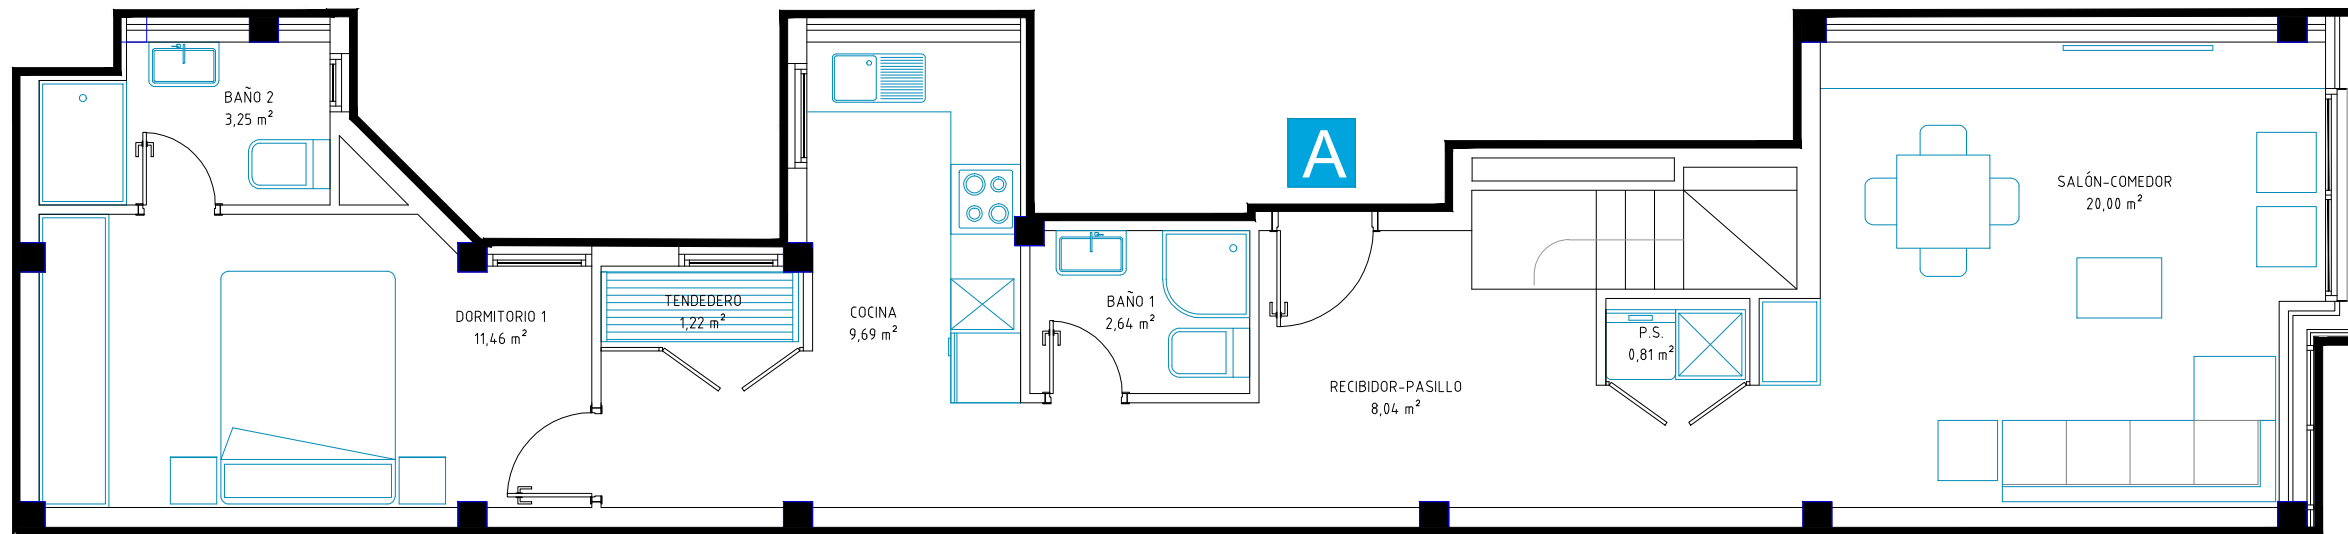 BAÑO 2
3,25 m²
DORMITORIO 1
11,46 m²
TENDEDERO
1,22 m²
COCINA
9,69 m²
BAÑO 1
2,64 m²
A
RECIBIDOR-PASILLO
8,04 m²
P.S.
0,81 m²
SALÓN-COMEDOR
20,00 m²